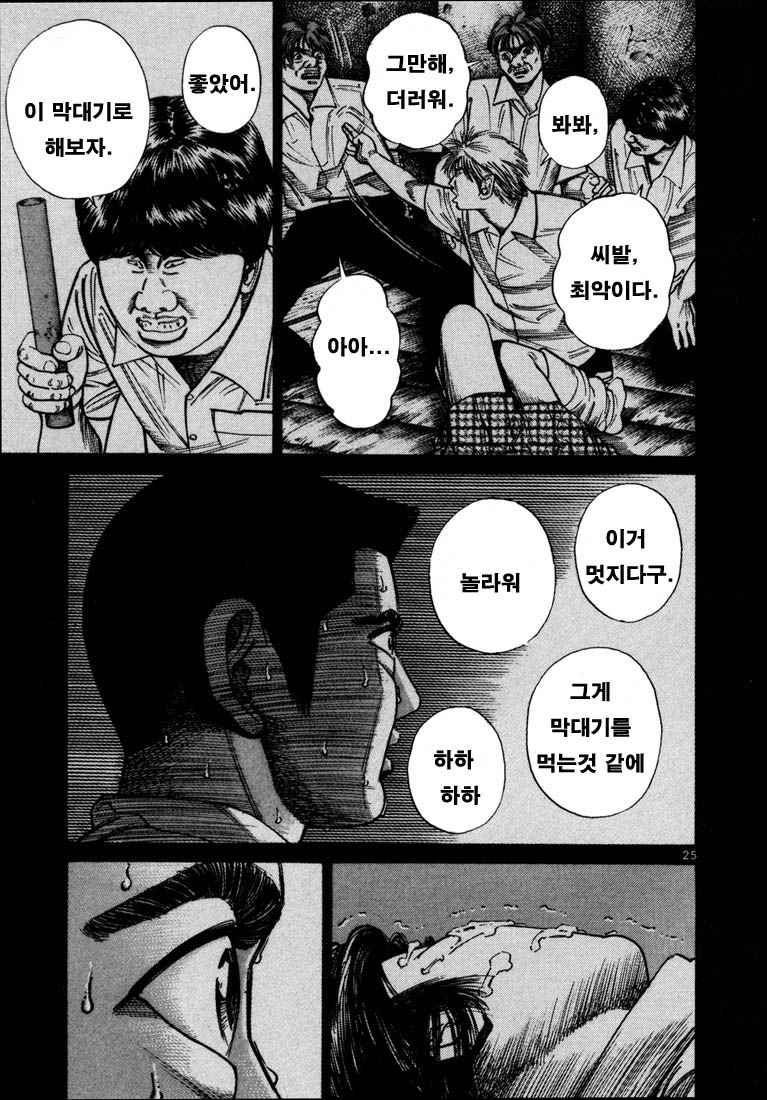 봐봐,
그만해,
더러워.
씨발,
최악이다.
아아...
좋았어.
이 막대기로
해보자.
이거
멋지다구.
놀라워
그게
막대기를
먹는것 같에
하하
하하
25